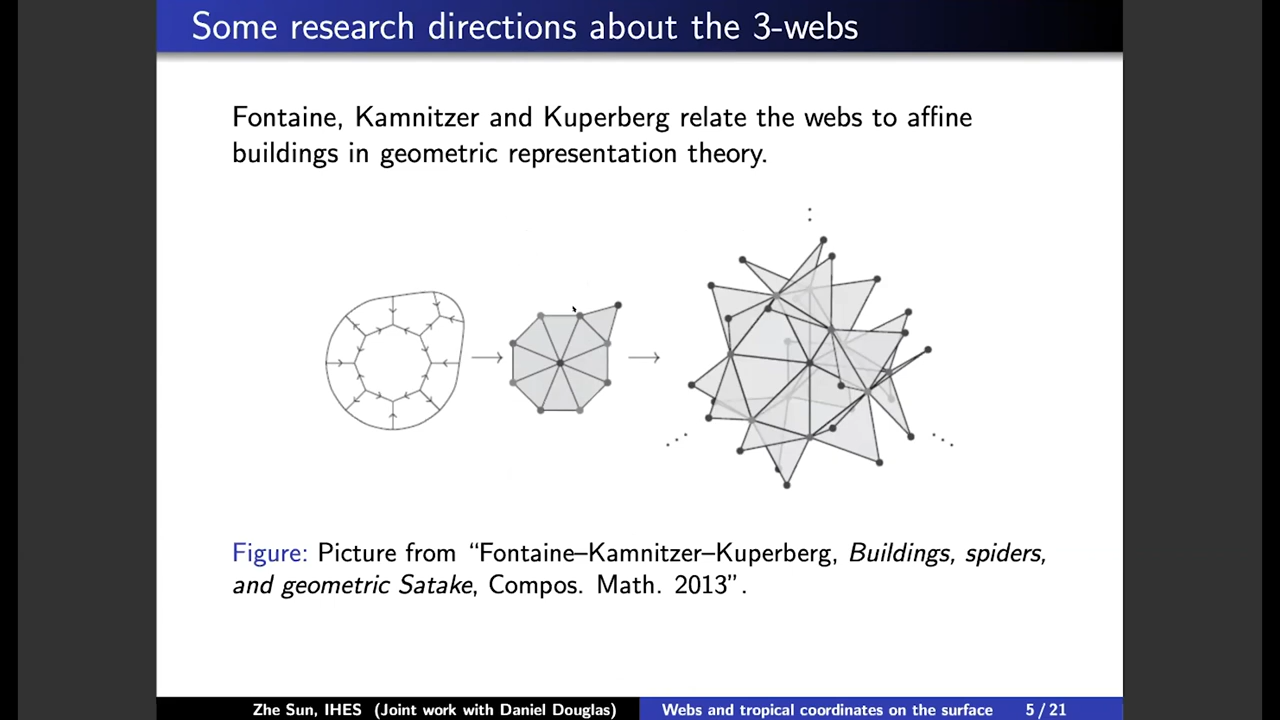 Some research directions about the 3-webs
Fontaine, Kamnitzer and Kuperberg relate the webs to affine
buildings in geometric representation theory.
Figure: Picture from “Fontaine–Kamnitzer–Kuperberg, Buildings, spiders,
and geometric Satake, Compos. Math. 2013”.
Zhe Sun, IHES (Joint work with Daniel Douglas)
Webs and tropical coordinates on the surface
5 / 21